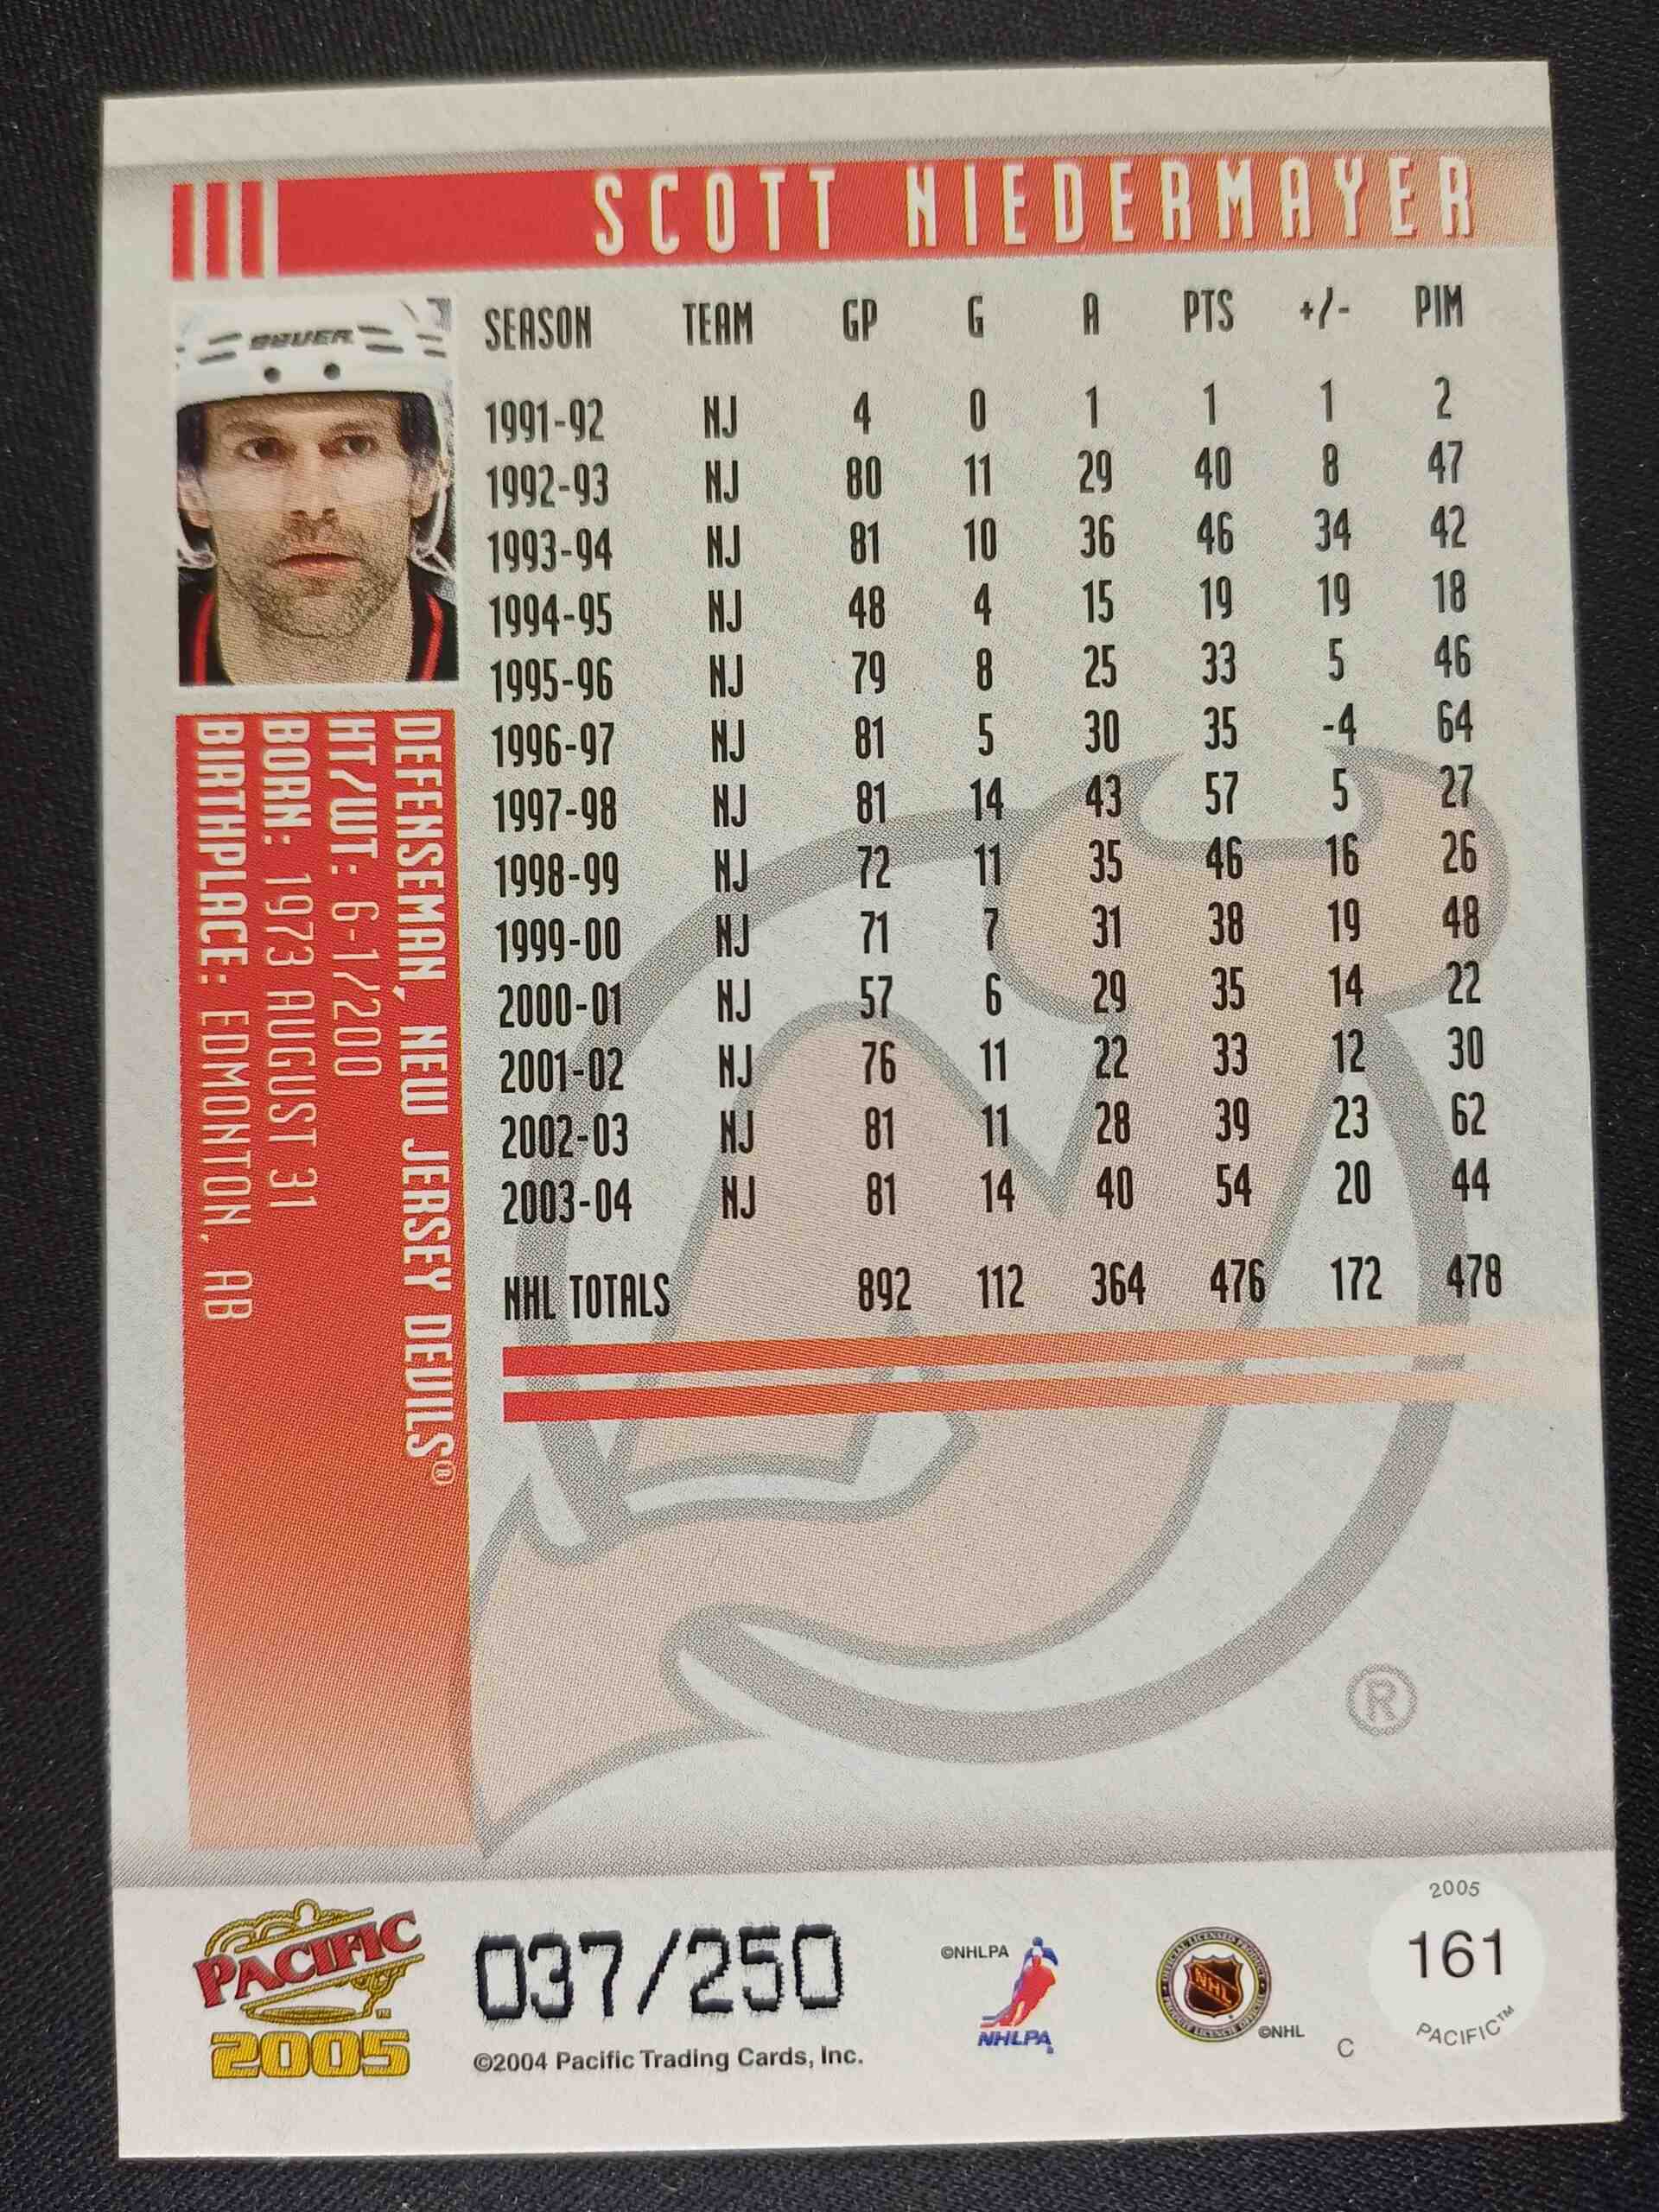 SCOTT NIEDERMAYER
BAUER
SEASON TEAM GP G A PTS +/- PIM
1991-92 NJ 4 0 1 1 1 2
1992-93 NJ 80 11 29 40 8 47
1993-94 NJ 81 10 36 46 34 42
1994-95 NJ 48 4 15 19 19 18
1995-96 NJ 79 8 25 33 5 46
1996-97 NJ 81 5 30 35 -4 64
1997-98 NJ 81 14 43 57 5 27
1998-99 NJ 72 11 35 46 16 26
1999-00 NJ 71 7 31 38 19 48
2000-01 NJ 57 6 29 35 14 22
2001-02 NJ 76 11 22 33 12 30
2002-03 NJ 81 11 28 39 23 62
2003-04 NJ 81 14 40 54 20 44
NHL TOTALS 892 112 364 476 172 478
DEFENSEMAN, NEW JERSEY DEVILS®
HT/WT: 6-1/200
BORN: 1973 AUGUST 31
BIRTHPLACE: EDMONTON, AB
®
PACIFIC™
2005
037/250
©2004 Pacific Trading Cards, Inc.
©NHLPA
NHLPA
NHL
©NHL
C
2005
161
PACIFIC™